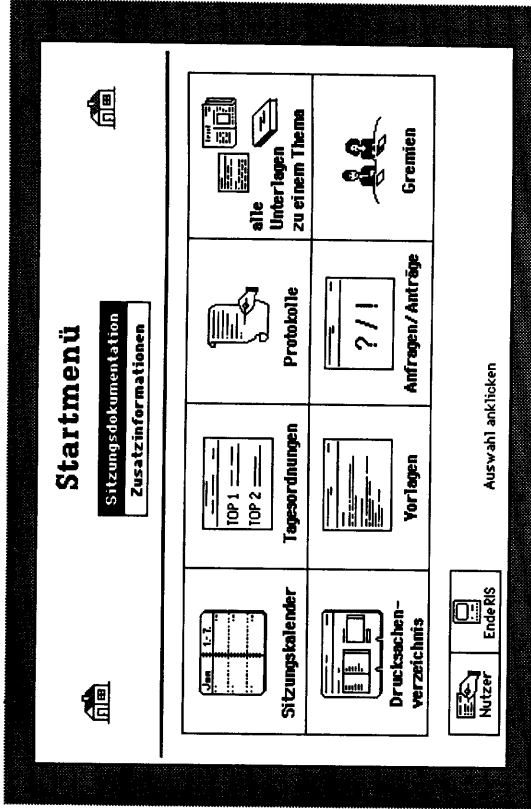 Startmenü
Sitzungsdokumentation
Zusatzinformationen
Jan 1.-7.
Sitzungskalender
TOP 1
TOP 2
Tagesordnungen
Protokolle
alle
Unterlagen
zu einem Thema
Drucksachen-
verzeichnis
Vorlagen
? / !
Anfragen/Anträge
Gremien
Auswahl anklicken
Nutzer
Ende RIS